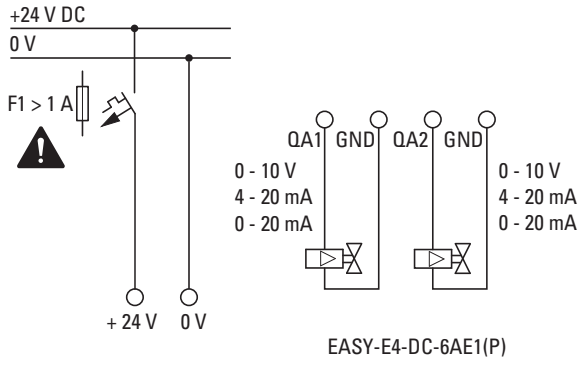 +24 V DC
0 V
F1 > 1 A
!
QA1 GND QA2 GND
0 - 10 V
4 - 20 mA
0 - 20 mA
0 - 10 V
4 - 20 mA
0 - 20 mA
+ 24 V 0 V
EASY-E4-DC-6AE1(P)